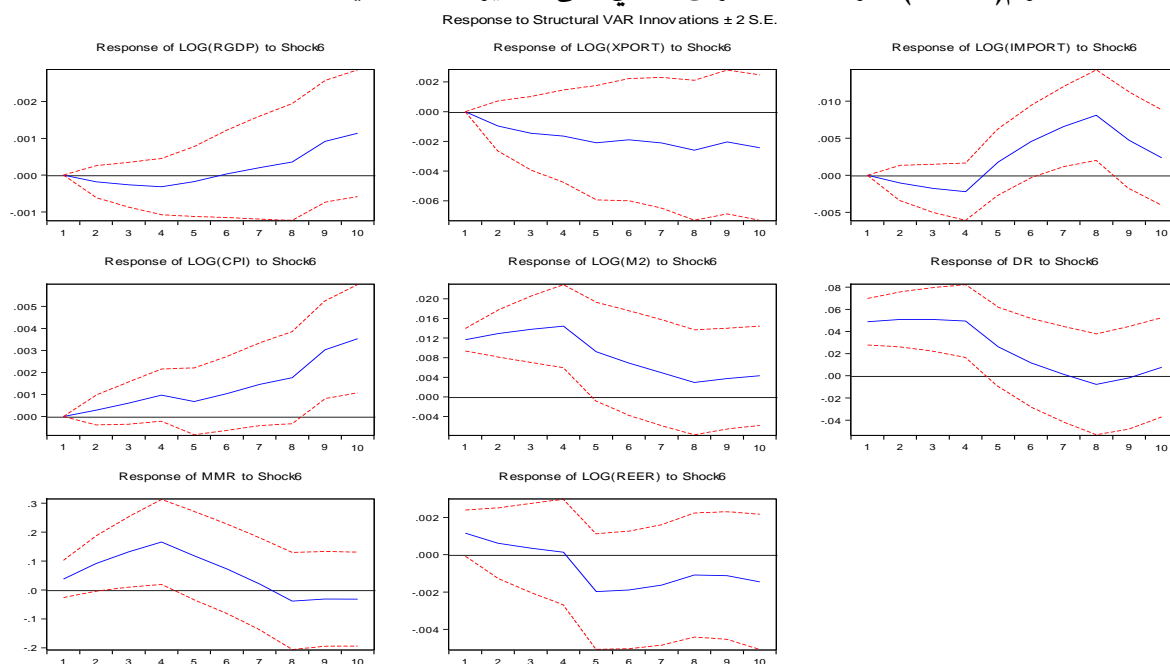 Response to Structural VAR Innovations ± 2 S.E.
Response of LOG(RGDP) to Shock6
Response of LOG(XPORT) to Shock6
Response of LOG(IMPORT) to Shock6
.002
.001
.000
-.001
1 2 3 4 5 6 7 8 9 10
.002
.000
-.002
-.004
-.006
1 2 3 4 5 6 7 8 9 10
.010
.005
.000
-.005
1 2 3 4 5 6 7 8 9 10
Response of LOG(CPI) to Shock6
Response of LOG(M2) to Shock6
Response of DR to Shock6
.005
.004
.003
.002
.001
.000
1 2 3 4 5 6 7 8 9 10
.020
.016
.012
.008
.004
.000
-.004
1 2 3 4 5 6 7 8 9 10
.08
.06
.04
.02
.00
-.02
-.04
1 2 3 4 5 6 7 8 9 10
Response of MMR to Shock6
Response of LOG(REER) to Shock6
.3
.2
.1
.0
-.1
-.2
1 2 3 4 5 6 7 8 9 10
.002
.000
-.002
-.004
1 2 3 4 5 6 7 8 9 10